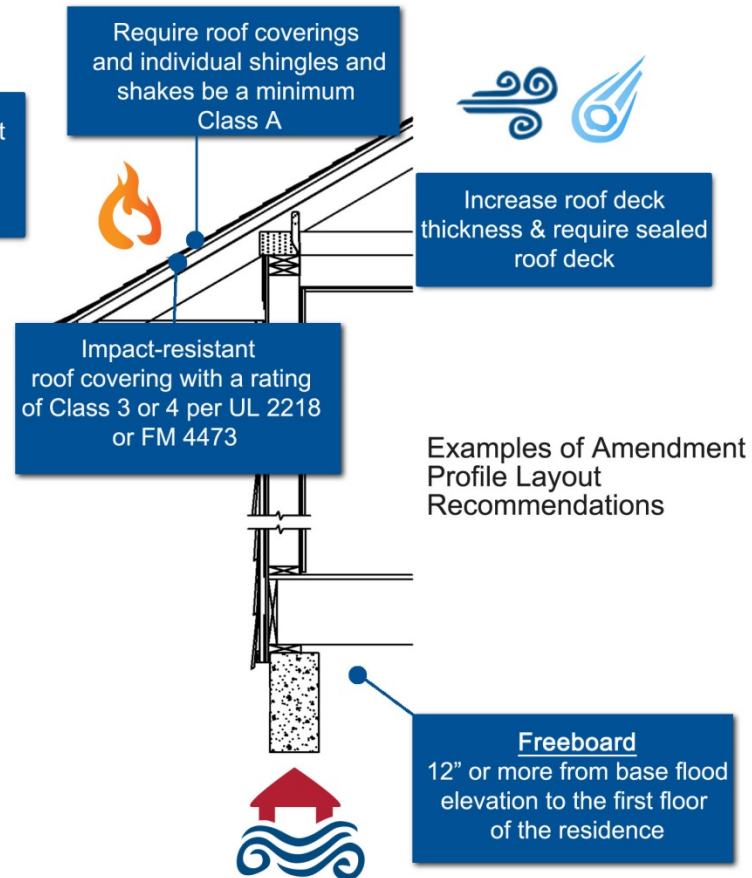 Require roof coverings
and individual shingles and
shakes be a minimum
Class A
t
Increase roof deck
thickness & require sealed
roof deck
Impact-resistant
roof covering with a rating
of Class 3 or 4 per UL 2218
or FM 4473
Examples of Amendment
Profile Layout
Recommendations
Freeboard
12” or more from base flood
elevation to the first floor
of the residence